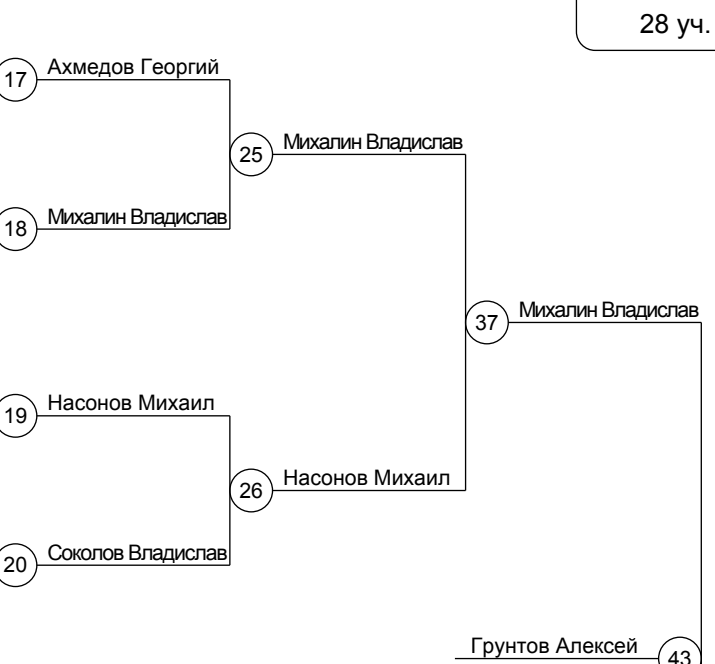 28 уч.
17 Ахмедов Георгий
25 Михалин Владислав
18 Михалин Владислав
37 Михалин Владислав
19 Насонов Михаил
26 Насонов Михаил
20 Соколов Владислав
Грунтов Алексей 43